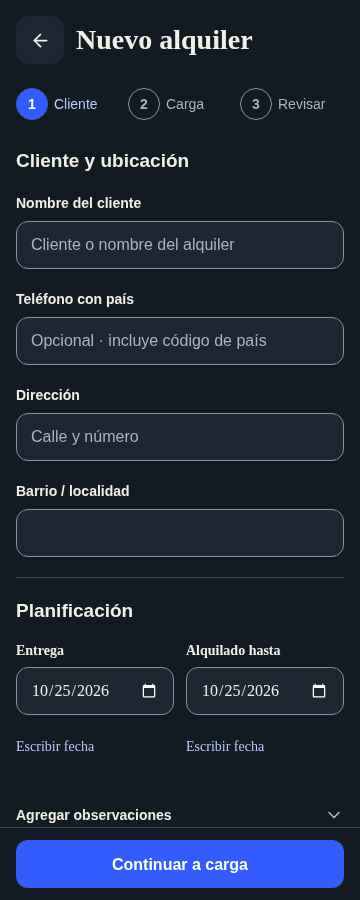 Nuevo alquiler
1 Cliente 2 Carga 3 Revisar
Cliente y ubicación
Nombre del cliente
Cliente o nombre del alquiler
Teléfono con país
Opcional · incluye código de país
Dirección
Calle y número
Barrio / localidad
Planificación
Entrega Alquilado hasta
10/25/2026 10/25/2026
Escribir fecha Escribir fecha
Agregar observaciones
Continuar a carga